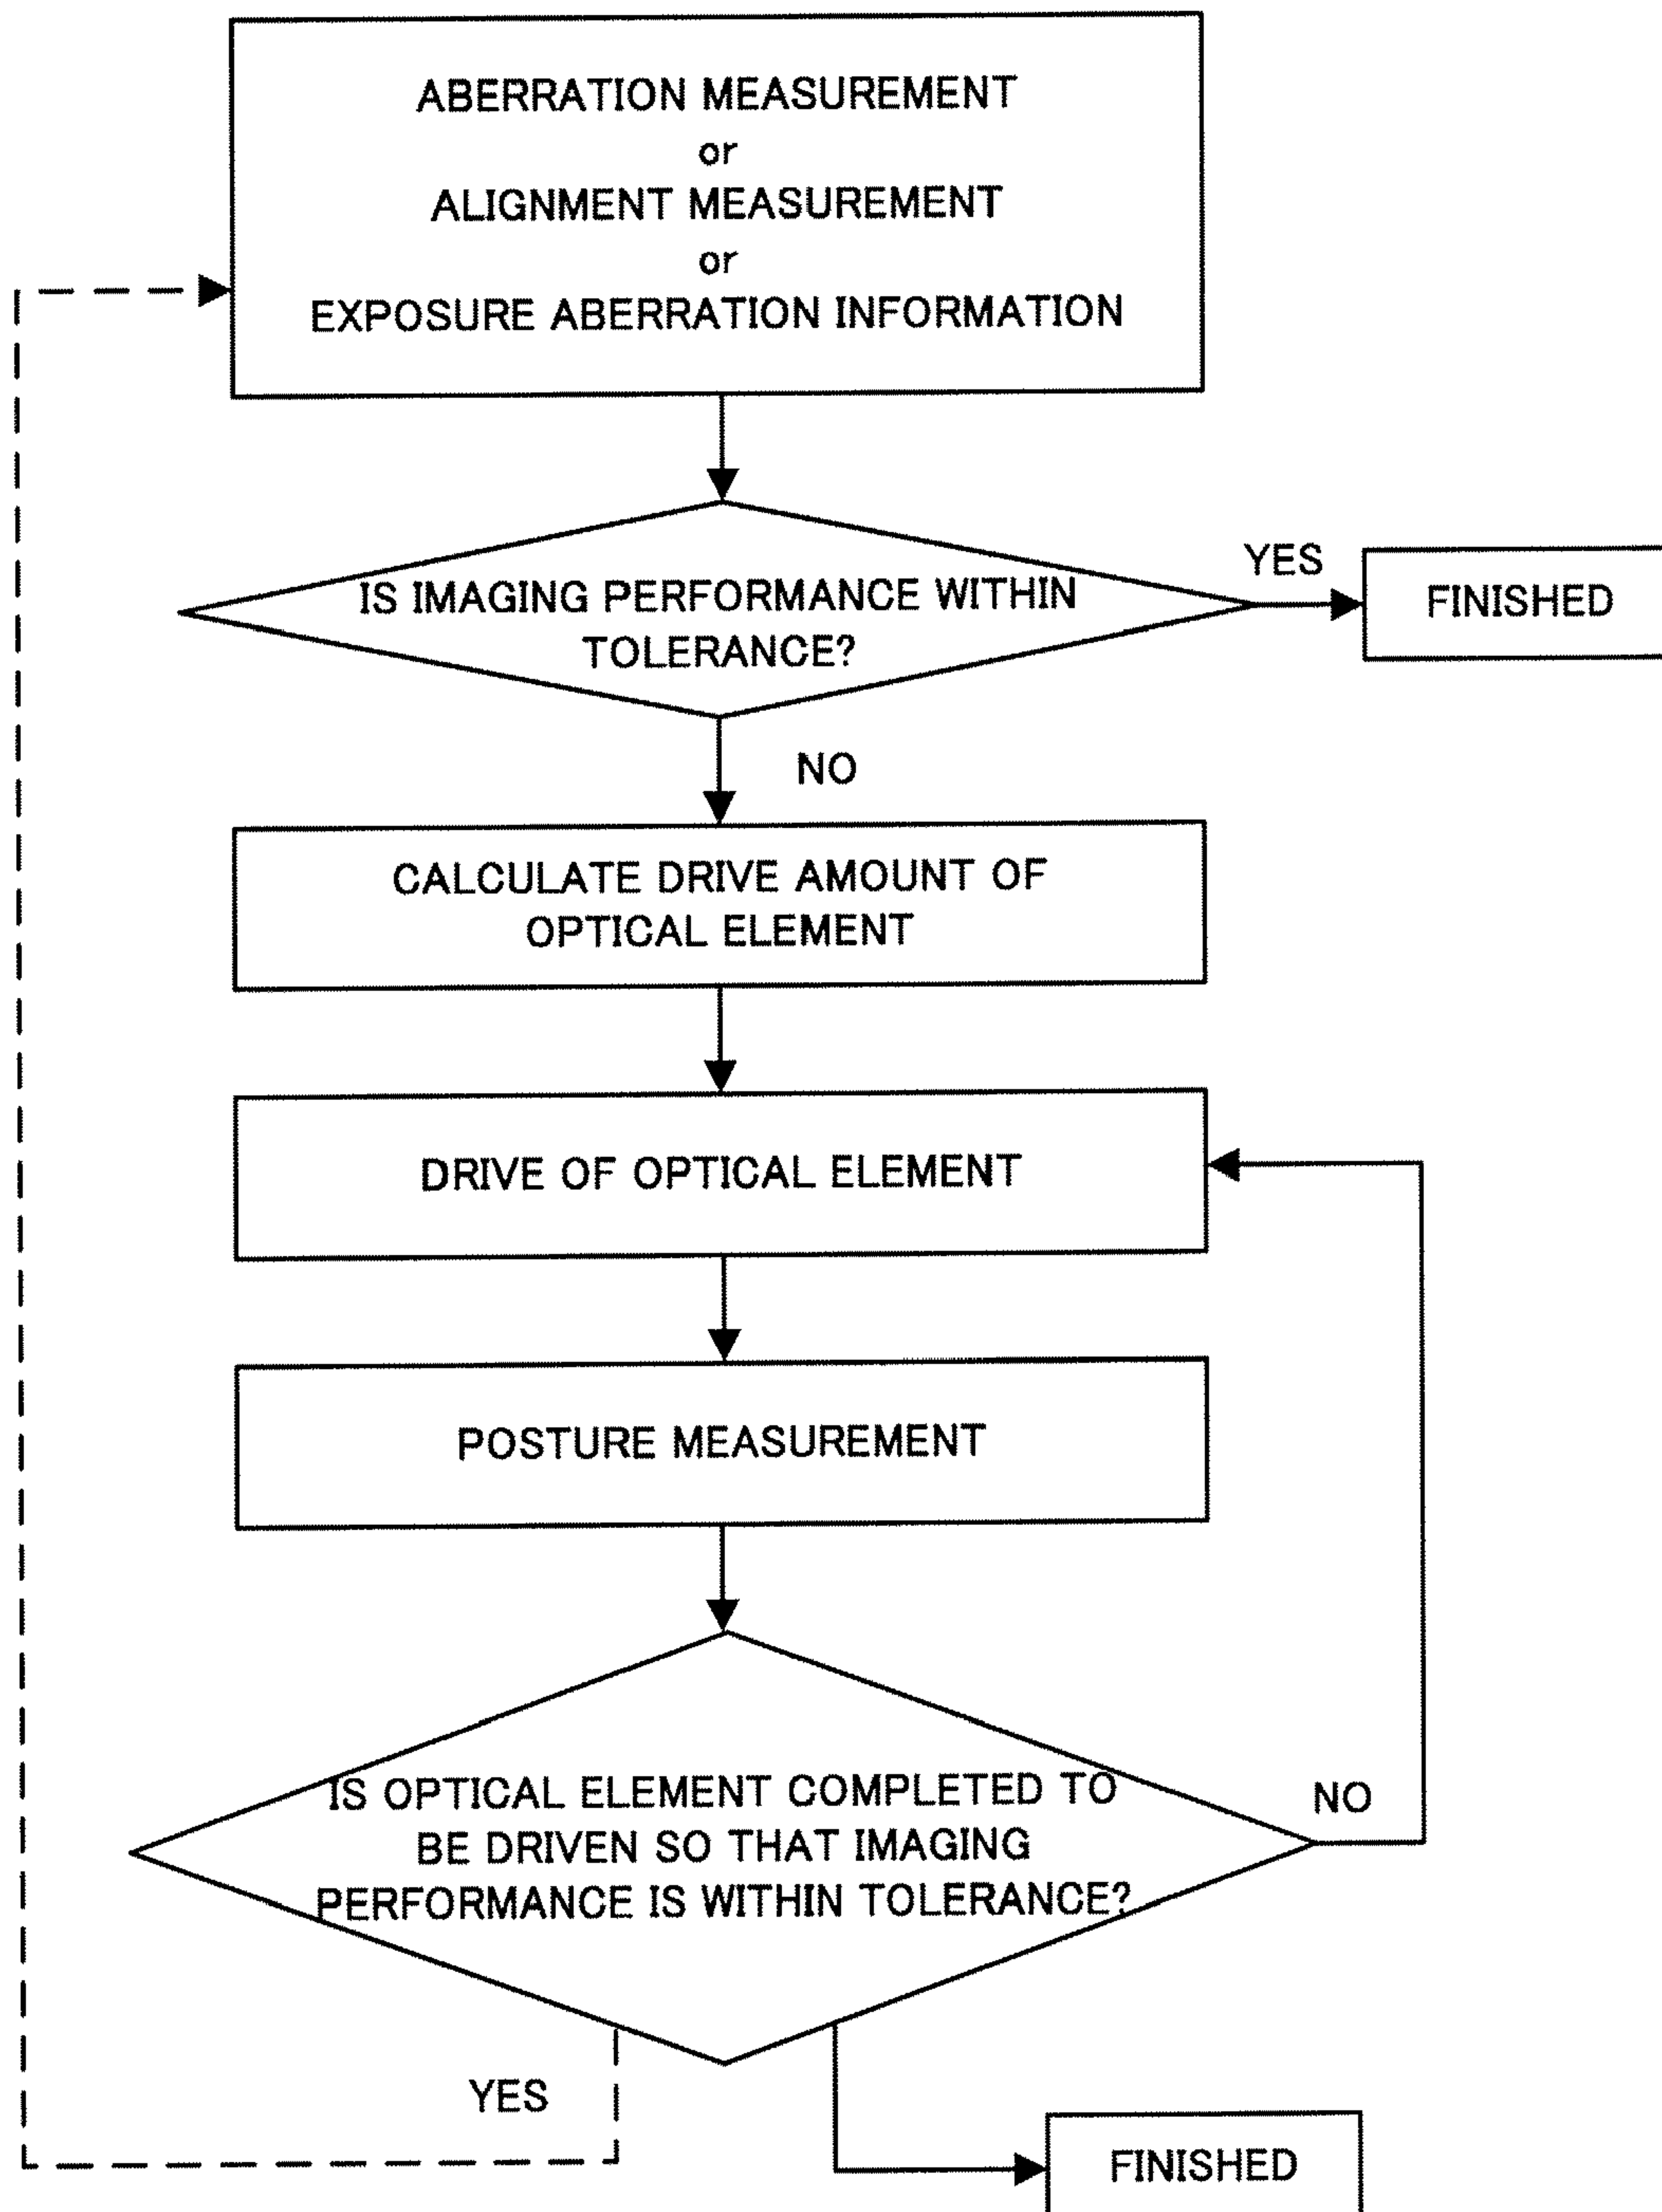 ABERRATION MEASUREMENT
or
ALIGNMENT MEASUREMENT
or
EXPOSURE ABERRATION INFORMATION
IS IMAGING PERFORMANCE WITHIN
TOLERANCE?
YES
FINISHED
NO
CALCULATE DRIVE AMOUNT OF
OPTICAL ELEMENT
DRIVE OF OPTICAL ELEMENT
POSTURE MEASUREMENT
IS OPTICAL ELEMENT COMPLETED TO
BE DRIVEN SO THAT IMAGING
PERFORMANCE IS WITHIN TOLERANCE?
NO
YES
FINISHED